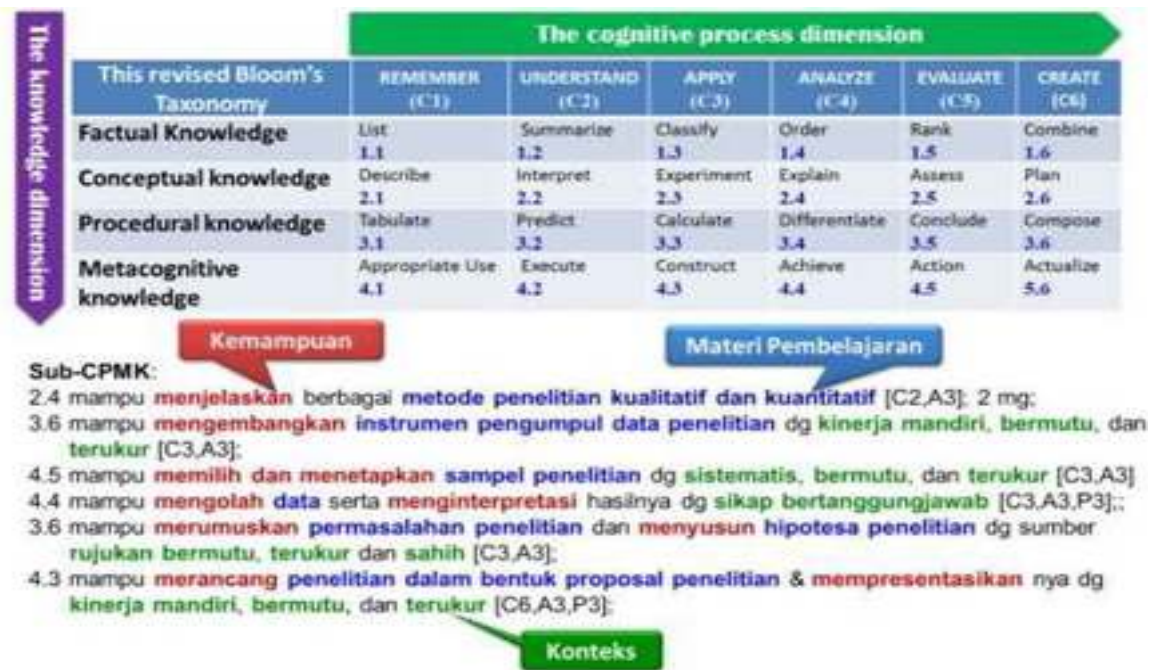 The knowledge dimension
The cognitive process dimension
This revised Bloom's Taxonomy REMEMBER (C1) UNDERSTAND (C2) APPLY (C3) ANALYZE (C4) EVALUATE (C5) CREATE (C6)
Factual Knowledge List Summarize Classify Order Rank Combine
1.1 1.2 1.3 1.4 1.5 1.6
Conceptual knowledge Describe Interpret Experiment Explain Assess Plan
2.1 2.2 2.3 2.4 2.5 2.6
Procedural knowledge Tabulate Predict Calculate Differentiate Conclude Compose
3.1 3.2 3.3 3.4 3.5 3.6
Metacognitive knowledge Appropriate Use Execute Construct Achieve Action Actualize
4.1 4.2 4.3 4.4 4.5 5.6
Kemampuan
Materi Pembelajaran
Sub-CPMK:
2.4 mampu menjelaskan berbagai metode penelitian kualitatif dan kuantitatif [C2,A3]; 2 mg;
3.6 mampu mengembangkan instrumen pengumpul data penelitian dg kinerja mandiri, bermutu, dan
terukur [C3,A3];
4.5 mampu memilih dan menetapkan sampel penelitian dg sistematis, bermutu, dan terukur [C3,A3]
4.4 mampu mengolah data serta menginterpretasi hasilnya dg sikap bertanggungjawab [C3,A3,P3];;
3.6 mampu merumuskan permasalahan penelitian dan menyusun hipotesa penelitian dg sumber
rujukan bermutu, terukur dan sahih [C3,A3];
4.3 mampu merancang penelitian dalam bentuk proposal penelitian & mempresentasikan nya dg
kinerja mandiri, bermutu, dan terukur [C6,A3,P3];
Konteks